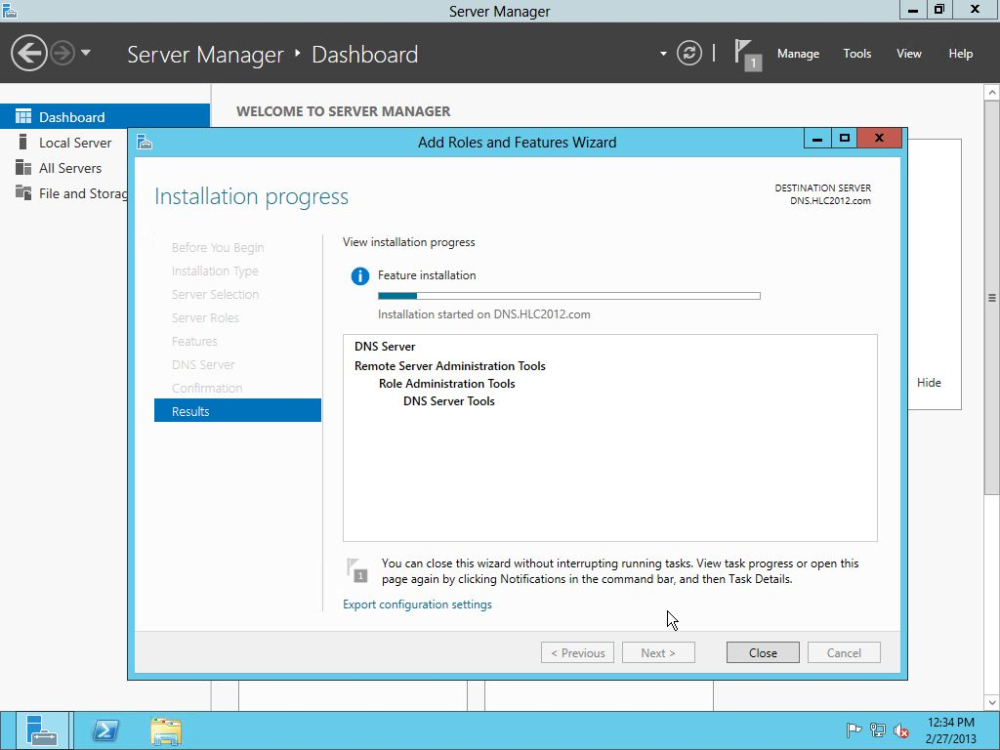 Server Manager
Server Manager • Dashboard
1
Manage
Tools
View
Help
Dashboard
Local Server
All Servers
File and Storag
WELCOME TO SERVER MANAGER
Hide
Add Roles and Features Wizard
Installation progress
DESTINATION SERVER
DNS.HLC2012.com
Before You Begin
Installation Type
Server Selection
Server Roles
Features
DNS Server
Confirmation
Results
View installation progress
Feature installation
Installation started on DNS.HLC2012.com
DNS Server
Remote Server Administration Tools
Role Administration Tools
DNS Server Tools
1
You can close this wizard without interrupting running tasks. View task progress or open this
page again by clicking Notifications in the command bar, and then Task Details.
Export configuration settings
< Previous
Next >
Close
Cancel
12:34 PM
2/27/2013